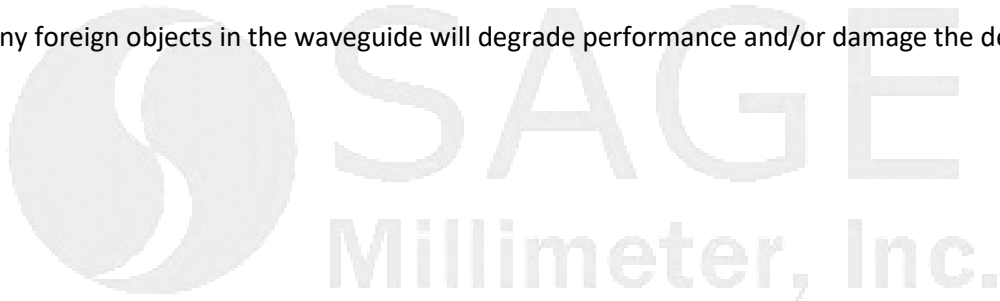 ny foreign objects in the waveguide will degrade performance and/or damage the de
SAGE
Millimeter, Inc.